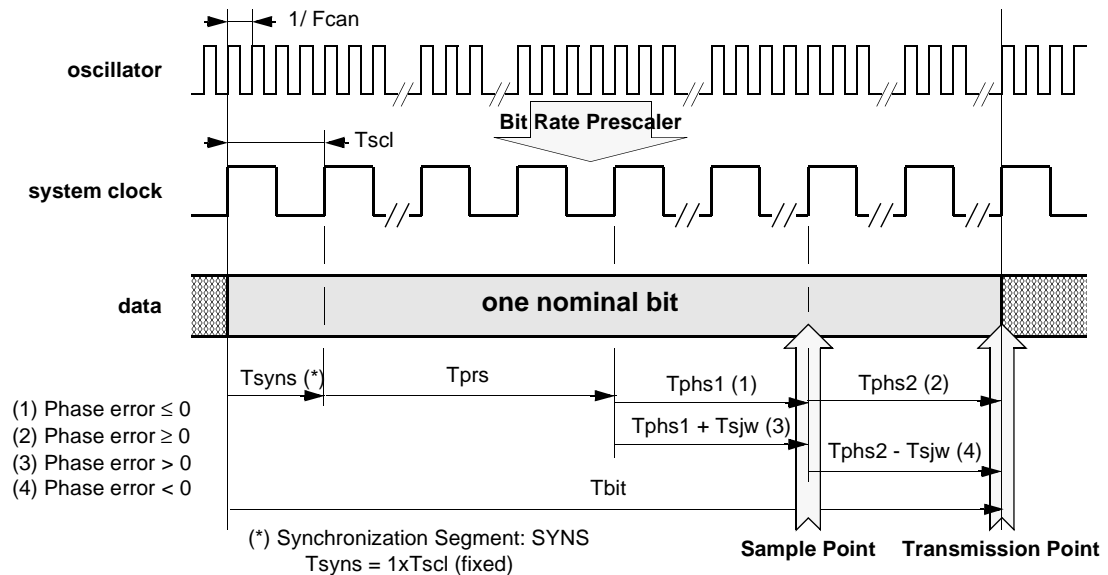 1/ Fcan
oscillator
Bit Rate Prescaler
Tscl
system clock
data
one nominal bit
Tsyns (*)
Tprs
Tphs1 (1)
Tphs2 (2)
(1) Phase error ≤ 0
(2) Phase error ≥ 0
(3) Phase error > 0
(4) Phase error < 0
Tphs1 + Tsjw (3)
Tphs2 - Tsjw (4)
Tbit
(*) Synchronization Segment: SYNS
Tsyns = 1xTscl (fixed)
Sample Point
Transmission Point